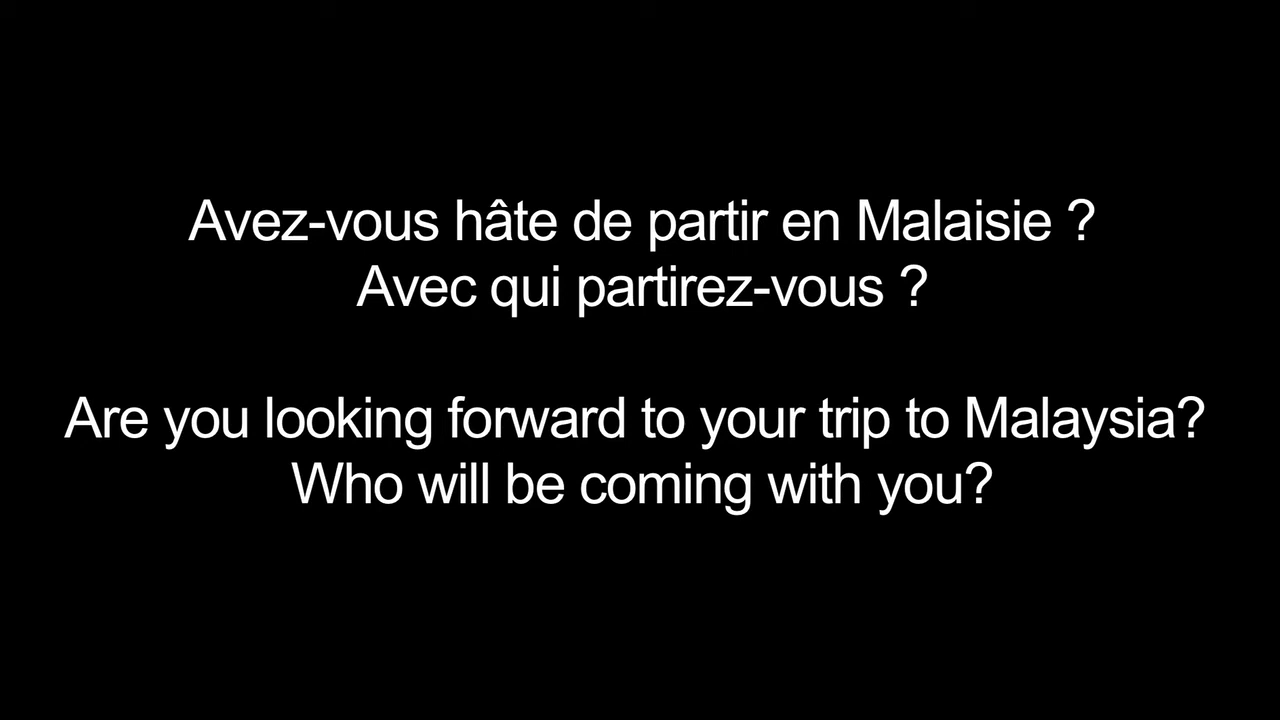 Avez-vous hâte de partir en Malaisie ?
Avec qui partirez-vous ?
Are you looking forward to your trip to Malaysia?
Who will be coming with you?